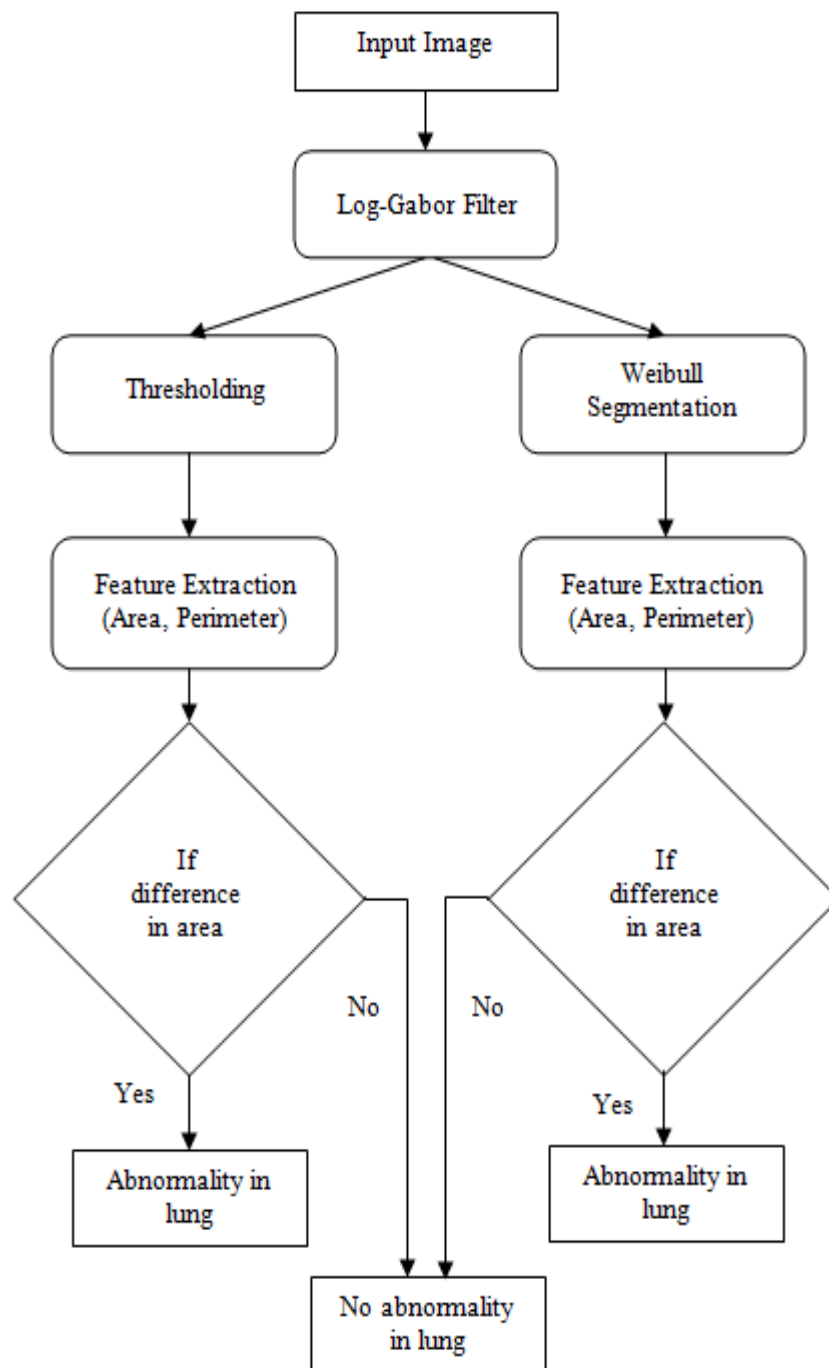 Input Image
Log-Gabor Filter
Thresholding
Weibull
Segmentation
Feature Extraction
(Area, Perimeter)
Feature Extraction
(Area, Perimeter)
If
difference
in area
If
difference
in area
No
No
Yes
Yes
Abnormality in
lung
Abnormality in
lung
No abnormality
in lung